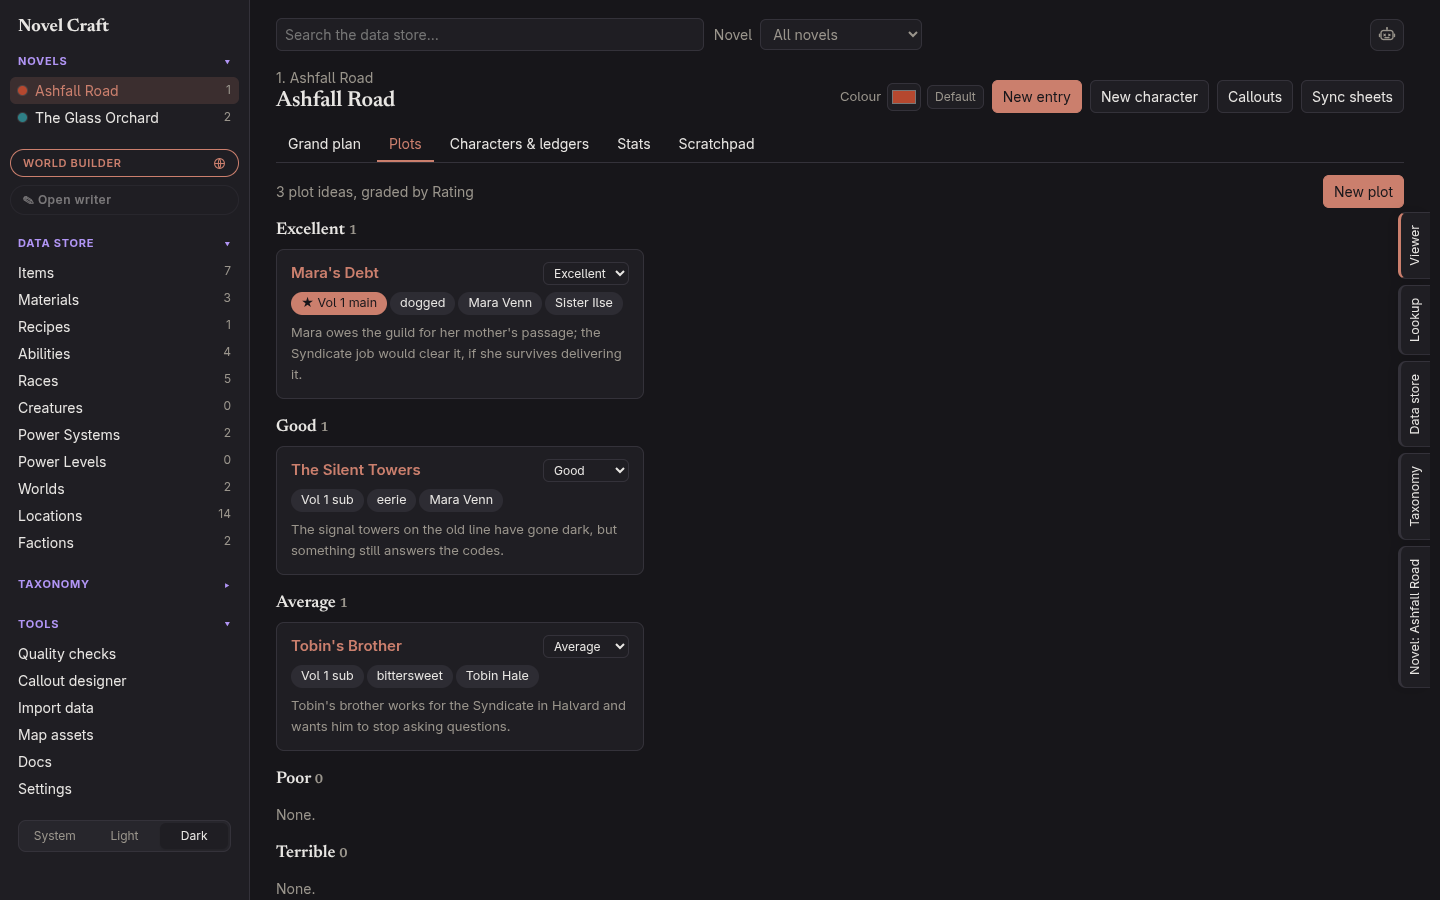 Novel Craft
NOVELS
Ashfall Road 1
The Glass Orchard 2
WORLD BUILDER
Open writer
DATA STORE
Items 7
Materials 3
Recipes 1
Abilities 4
Races 5
Creatures 0
Power Systems 2
Power Levels 0
Worlds 2
Locations 14
Factions 2
TAXONOMY
TOOLS
Quality checks
Callout designer
Import data
Map assets
Docs
Settings
System Light Dark
Search the data store... Novel All novels
1. Ashfall Road
Ashfall Road
Colour Default New entry New character Callouts Sync sheets
Grand plan Plots Characters & ledgers Stats Scratchpad
3 plot ideas, graded by Rating New plot
Excellent 1
Mara's Debt Excellent
★ Vol 1 main dogged Mara Venn Sister Ilse
Mara owes the guild for her mother's passage; the
Syndicate job would clear it, if she survives delivering
it.
Good 1
The Silent Towers Good
Vol 1 sub eerie Mara Venn
The signal towers on the old line have gone dark, but
something still answers the codes.
Average 1
Tobin's Brother Average
Vol 1 sub bittersweet Tobin Hale
Tobin's brother works for the Syndicate in Halvard and
wants him to stop asking questions.
Poor 0
None.
Terrible 0
None.
Viewer
Lookup
Data store
Taxonomy
Novel: Ashfall Road